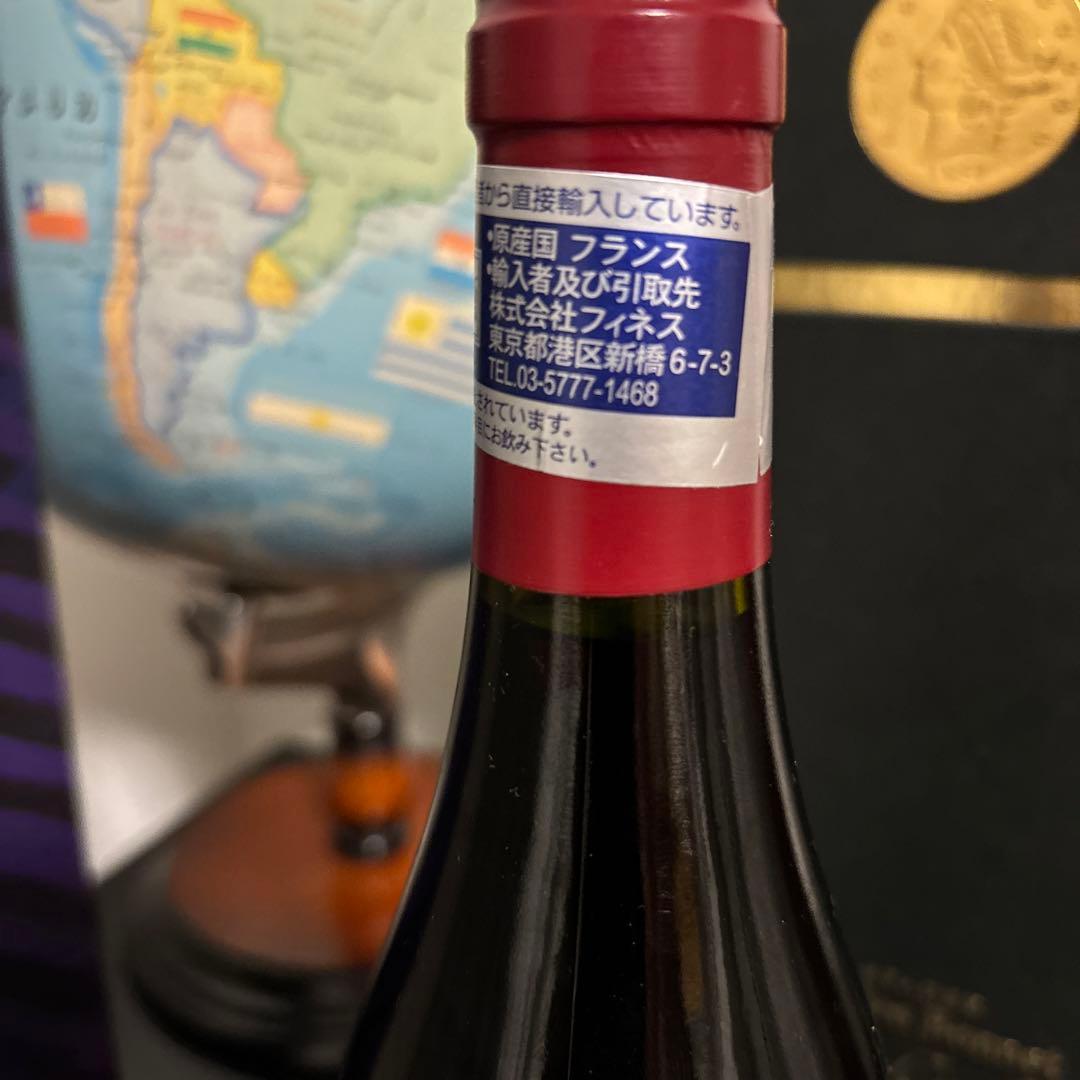 から直接輸入しています。
・原産国 フランス
・輸入者及び引取先
株式会社フィネス
東京都港区新橋6-7-3
TEL.03-5777-1468
されています。
にお飲み下さい。